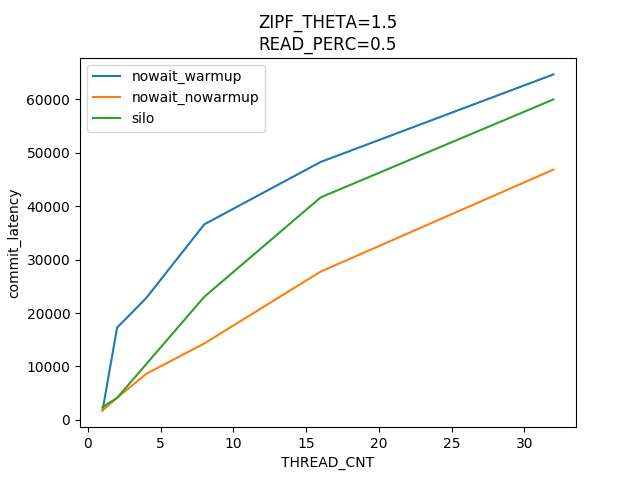 ZIPF_THETA=1.5
READ_PERC=0.5
nowait_warmup
nowait_nowarmup
silo
commit_latency
60000
50000
40000
30000
20000
10000
0
0 5 10 15 20 25 30
THREAD_CNT